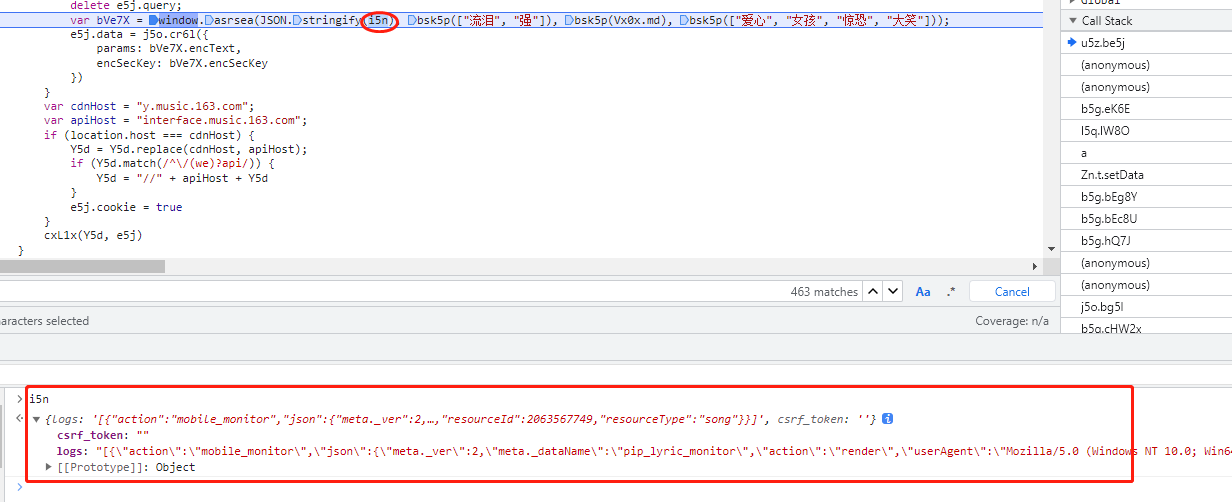 delete e5j.query;
var bVe7X = window.asrsea(JSON.stringify(i5n), bsk5p(["流泪", "强"]), bsk5p(Vx0x.md), bsk5p(["爱心", "女孩", "惊恐", "大笑"]));
e5j.data = j5o.cr6l({
params: bVe7X.encText,
encSecKey: bVe7X.encSecKey
})
}
var cdnHost = "y.music.163.com";
var apiHost = "interface.music.163.com";
if (location.host === cdnHost) {
Y5d = Y5d.replace(cdnHost, apiHost);
if (Y5d.match(/^\/(we)?api/)) {
Y5d = "//" + apiHost + Y5d
}
e5j.cookie = true
}
cxL1x(Y5d, e5j)
}
463 matches
Aa
.*
Cancel
aracters selected
Coverage: n/a
Global
Call Stack
u5z.be5j
(anonymous)
(anonymous)
b5g.eK6E
I5q.lW8O
a
Zn.t.setData
b5g.bEg8Y
b5g.bEc8U
b5g.hQ7J
(anonymous)
(anonymous)
j5o.bg5l
b5g.cHW2x
> i5n
{logs: '[{"action":"mobile_monitor","json":{"meta._ver":2,…,"resourceId":2063567749,"resourceType":"song"}}]', csrf_token: ''}
csrf_token: ""
logs: "[{\"action\":\"mobile_monitor\",\"json\":{\"meta._ver\":2,\"meta._dataName\":\"pip_lyric_monitor\",\"action\":\"render\",\"userAgent\":\"Mozilla/5.0 (Windows NT 10.0; Win64
[[Prototype]]: Object
>